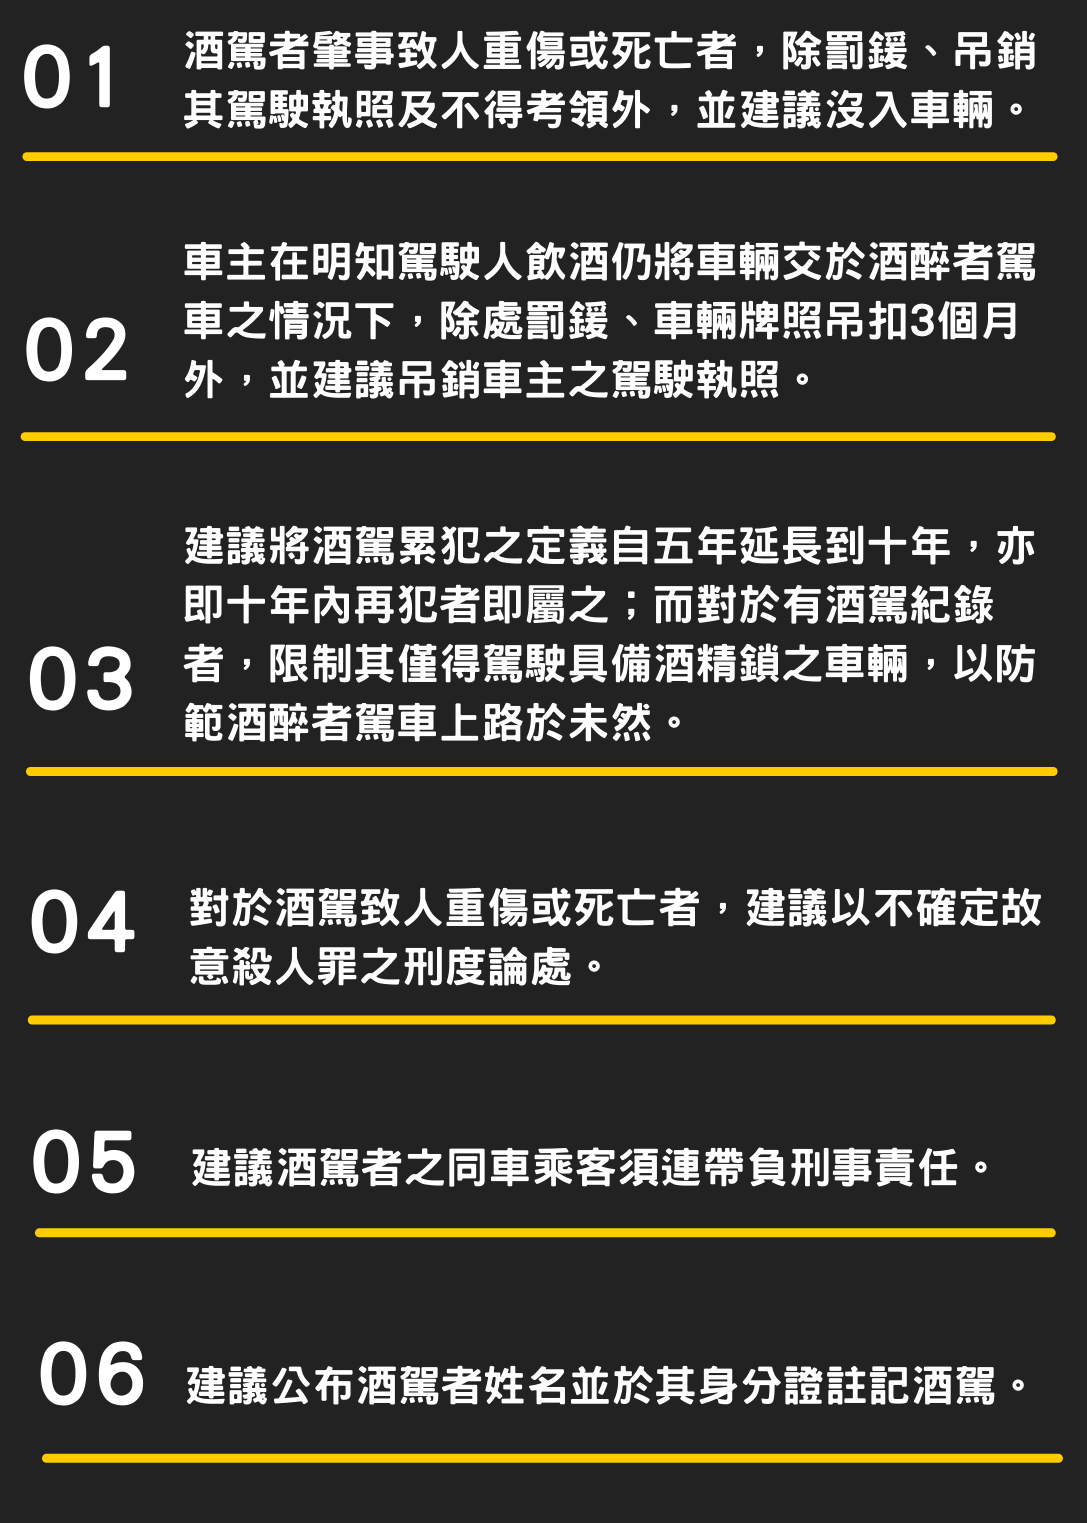 01
酒駕者肇事致人重傷或死亡者，除罰鍰、吊銷
其駕駛執照及不得考領外，並建議沒入車輛。
02
車主在明知駕駛人飲酒仍將車輛交於酒醉者駕
車之情況下，除處罰鍰、車輛牌照吊扣3個月
外，並建議吊銷車主之駕駛執照。
03
建議將酒駕累犯之定義自五年延長到十年，亦
即十年內再犯者即屬之；而對於有酒駕紀錄
者，限制其僅得駕駛具備酒精鎖之車輛，以防
範酒醉者駕車上路於未然。
04
對於酒駕致人重傷或死亡者，建議以不確定故
意殺人罪之刑度論處。
05
建議酒駕者之同車乘客須連帶負刑事責任。
06
建議公布酒駕者姓名並於其身分證註記酒駕。